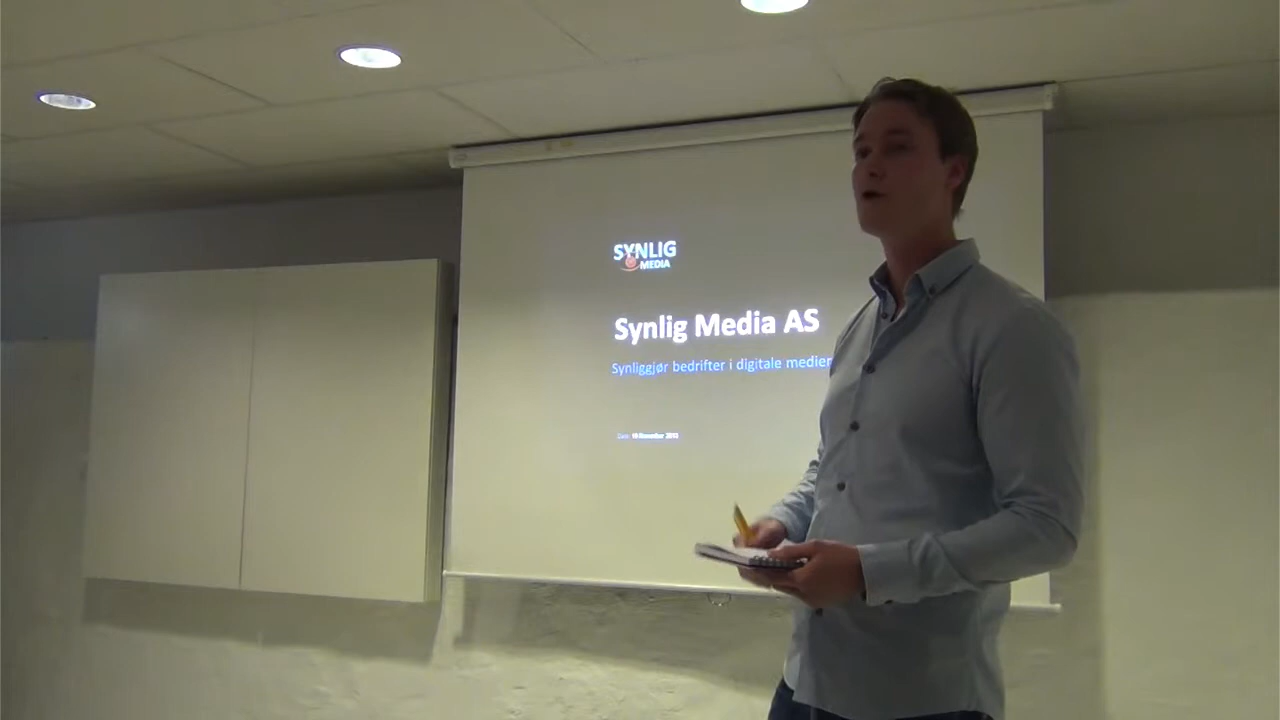 SYNLIG
MEDIA
Synlig Media AS
Synliggjør bedrifter i digitale medier